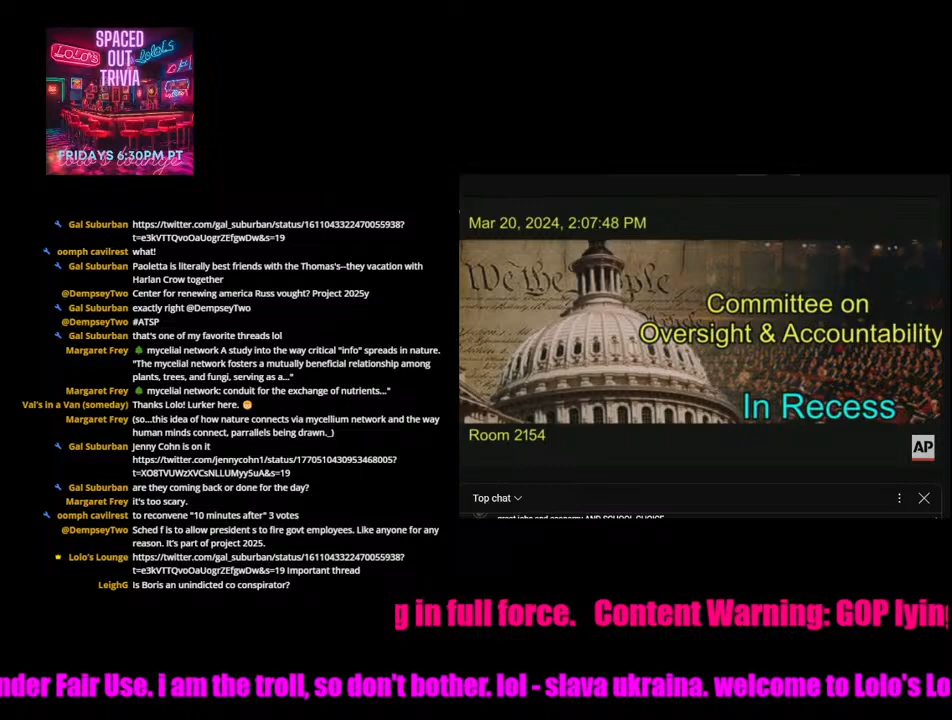 SPACED
OUT
TRIVIA
LOLO'S
LOLO'S
FRIDAYS 6:30PM PT
lolo's lounge
Gal Suburban https://twitter.com/gal_suburban/status/1611043322470055938?
t=e3kVTTQvoOaUogrZEfgwDw&s=19
oomph cavilrest what!
Gal Suburban Paoletta is literally best friends with the Thomas's--they vacation with
Harlan Crow together
@DempseyTwo Center for renewing america Russ vought? Project 2025y
Gal Suburban exactly right @DempseyTwo
@DempseyTwo #ATSP
Gal Suburban that's one of my favorite threads lol
Margaret Frey 🌲 mycelial network A study into the way critical "info" spreads in nature.
"The mycelial network fosters a mutually beneficial relationship among
plants, trees, and fungi, serving as a..."
Margaret Frey 🌲 mycelial network: conduit for the exchange of nutrients..."
Val's in a Van (someday) Thanks Lolo! Lurker here.
Margaret Frey (so...this idea of how nature connects via mycellium network and the way
human minds connect, parrallels being drawn._)
Gal Suburban Jenny Cohn is on it
https://twitter.com/jennycohn1/status/1770510430953468005?
t=XO8TVUWzXVCsNLLUMyy5uA&s=19
Gal Suburban are they coming back or done for the day?
Margaret Frey it's too scary.
oomph cavilrest to reconvene "10 minutes after" 3 votes
@DempseyTwo Sched f is to allow president s to fire govt employees. Like anyone for any
reason. It's part of project 2025.
Lolo's Lounge https://twitter.com/gal_suburban/status/1611043322470055938?
t=e3kVTTQvoOaUogrZEfgwDw&s=19 Important thread
LeighG Is Boris an unindicted co conspirator?
Mar 20, 2024, 2:07:48 PM
We the People
Committee on
Oversight & Accountability
In Recess
Room 2154
AP
Top chat
great jobs and economy AND SCHOOL CHOICE
g in full force. Content Warning: GOP lyin
nder Fair Use. i am the troll, so don't bother. lol - slava ukraina. welcome to Lolo's Lo